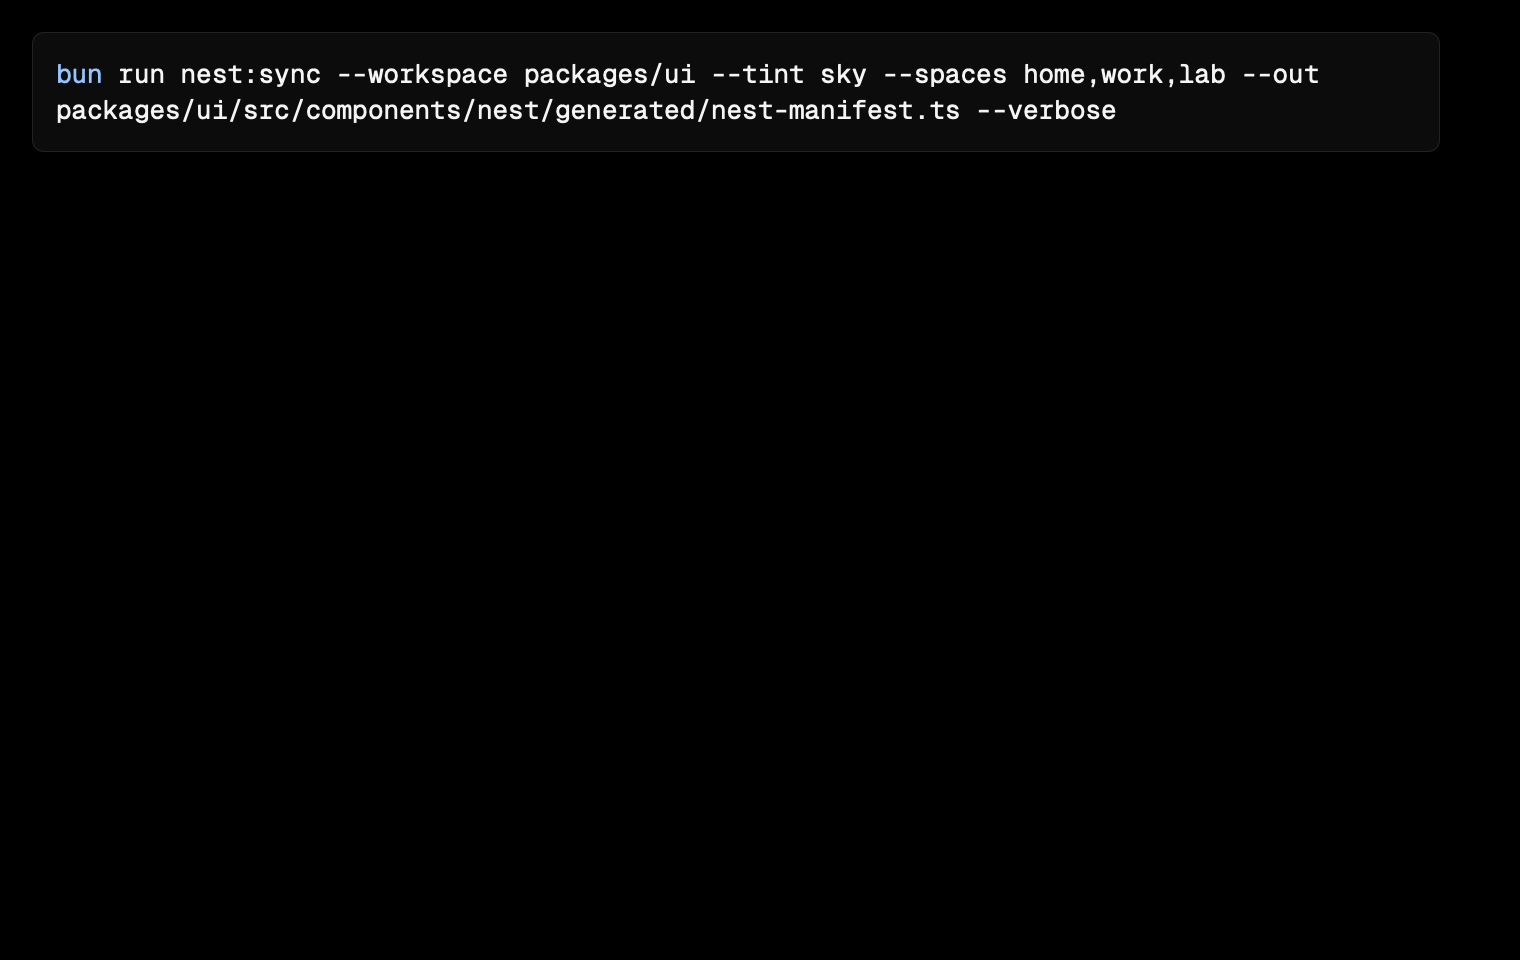 bun run nest:sync --workspace packages/ui --tint sky --spaces home,work,lab --out
packages/ui/src/components/nest/generated/nest-manifest.ts --verbose